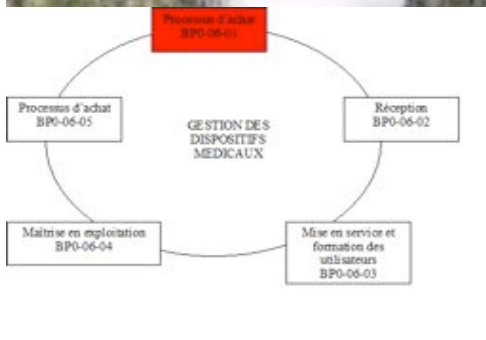 Processus d'achat
BP0-06-01
Processus d'achat
BP0-06-05
GESTION DES
DISPOSITIFS
MEDICAUX
Réception
BP0-06-02
Maîtrise en exploitation
BP0-06-04
Mise en service et
formation des
utilisateurs
BP0-06-03